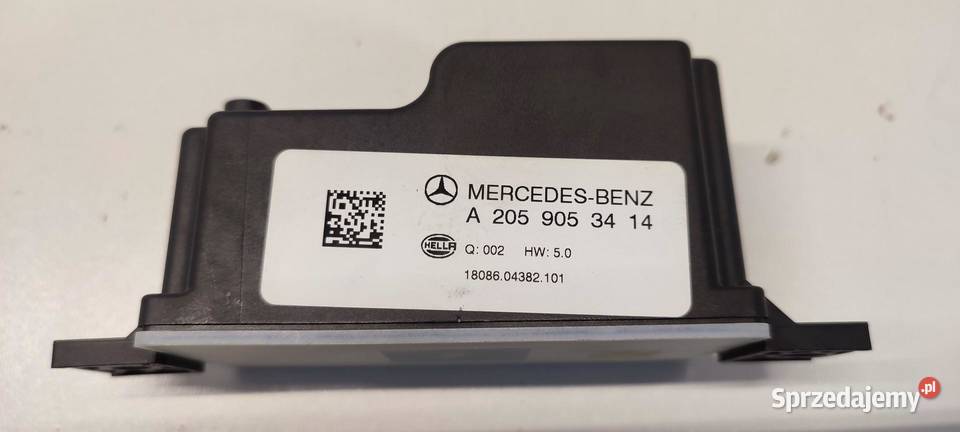 MERCEDES-BENZ
A 205 905 34 14
HELLA Q: 002 HW: 5.0
18086.04382.101
Sprzedajemy.pl